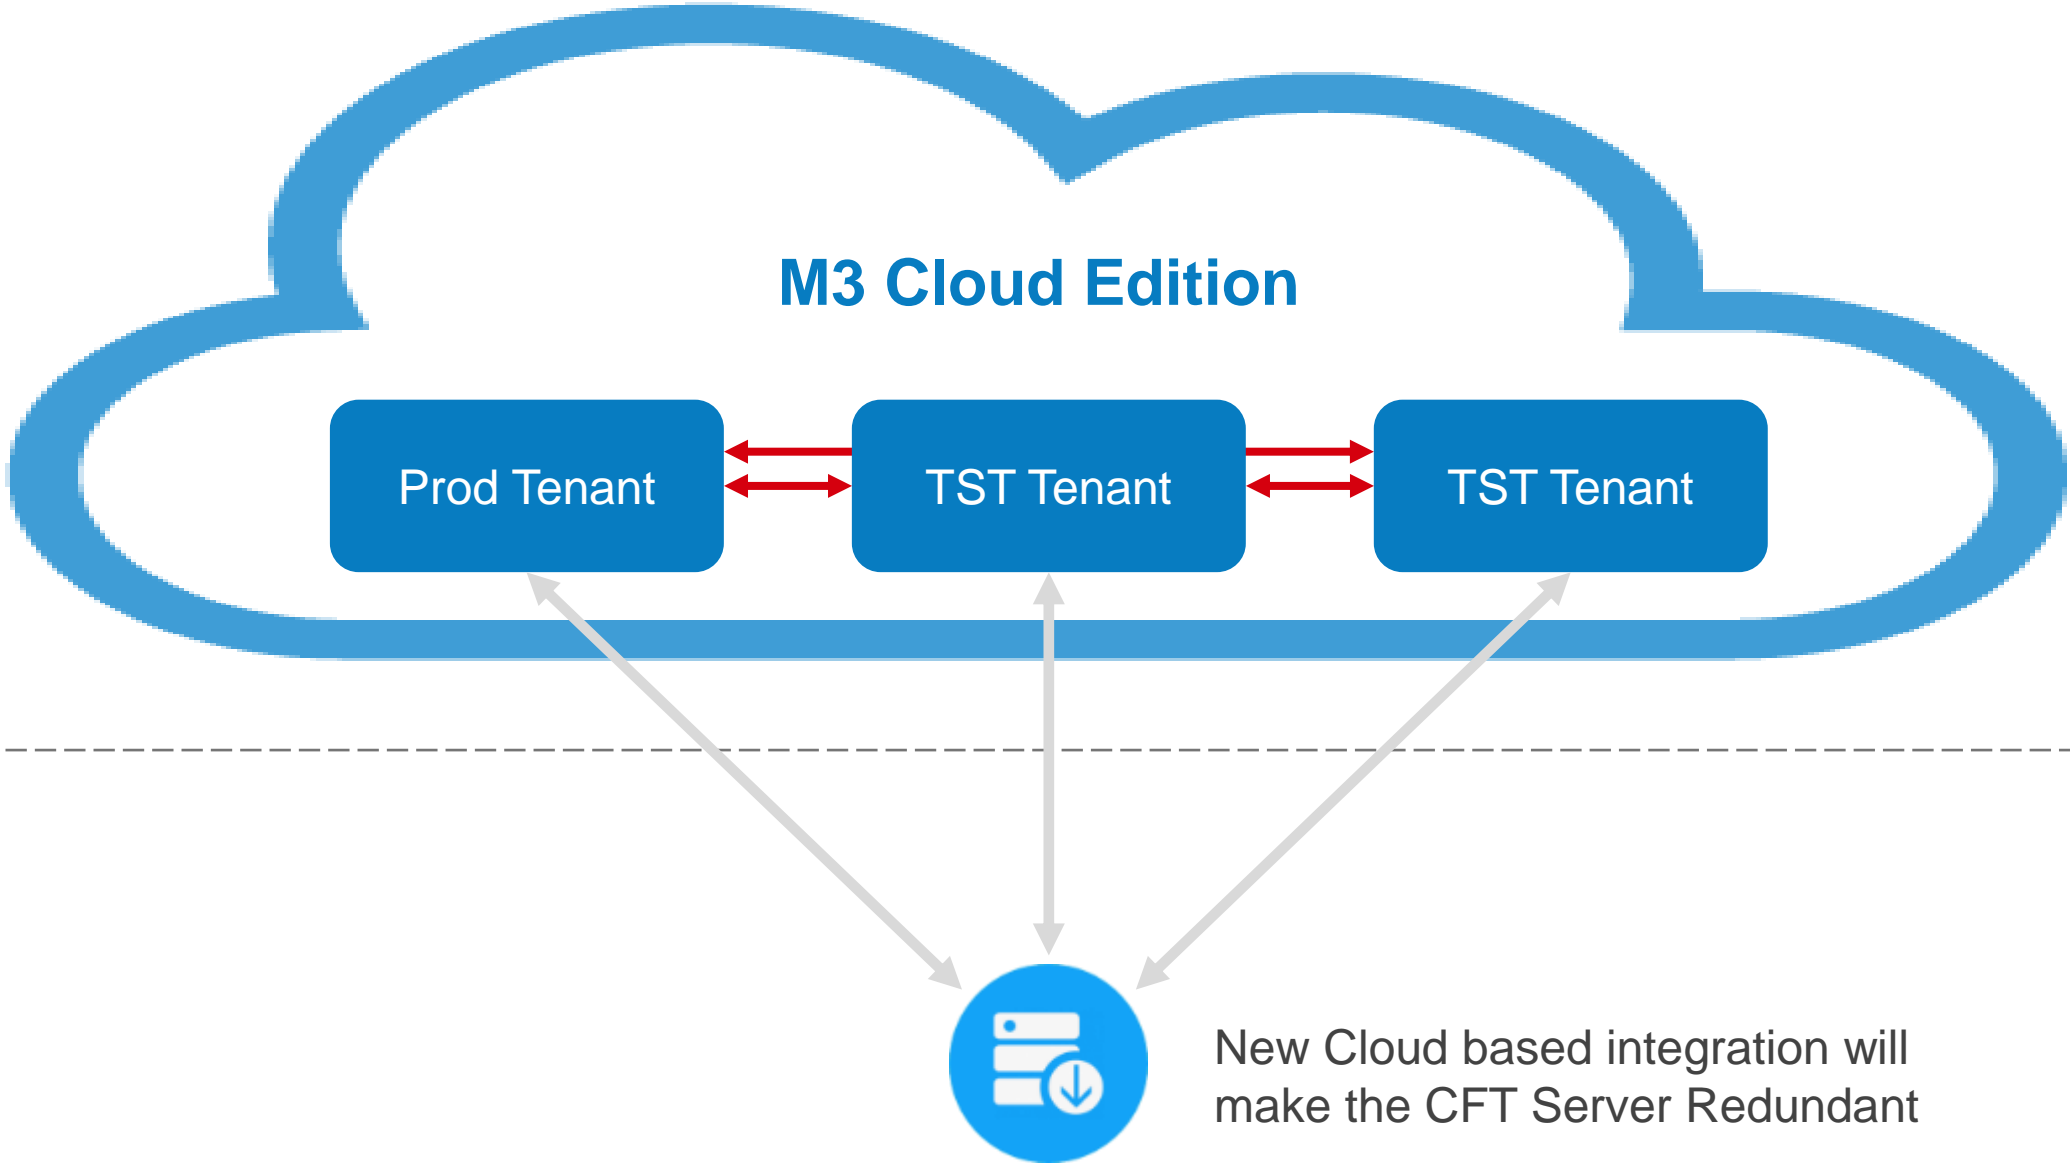 M3 Cloud Edition
Prod Tenant
TST Tenant
TST Tenant
New Cloud based integration will
make the CFT Server Redundant